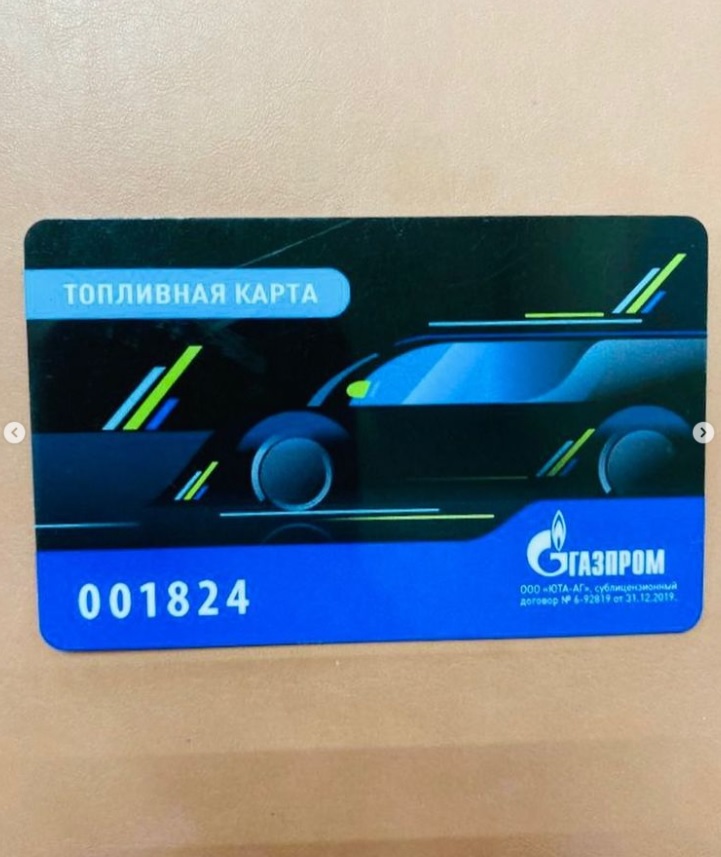 ТОПЛИВНАЯ КАРТА
ГАЗПРОМ
001824
ООО «ЮТА-АГ», сублицензионный
договор № 6-92819 от 31.12.2019.